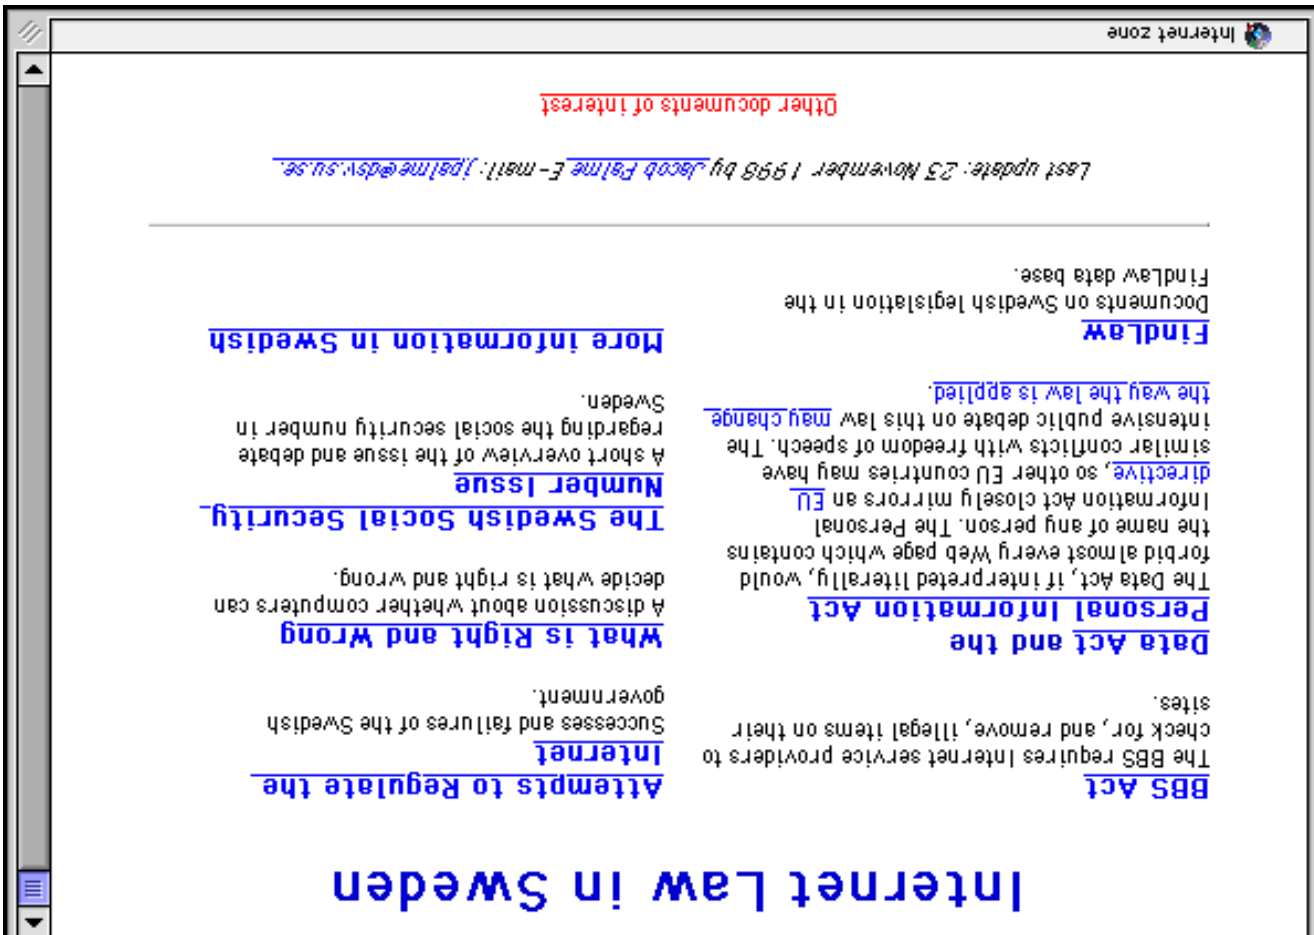 Internet Law in Sweden
BBS Act
The BBS requires Internet service providers to
check for, and remove, illegal items on their
sites.
Data Act and the
Personal Information Act
The Data Act, if interpreted literally, would
forbid almost every Web page which contains
the name of any person. The Personal
Information Act closely mirrors an EU
directive, so other EU countries may have
similar conflicts with freedom of speech. The
intensive public debate on this law may change
the way the law is applied.
FindLaw
Documents on Swedish legislation in the
FindLaw data base.
Attempts to Regulate the
Internet
Successes and failures of the Swedish
government.
What is Right and Wrong
A discussion about whether computers can
decide what is right and wrong.
The Swedish Social Security
Number Issue
A short overview of the issue and debate
regarding the social security number in
Sweden.
More information in Swedish
Last update: 23 November 1998 by Jacob Palme E-mail: jpalme@dsv.su.se.
Other documents of interest
Internet zone